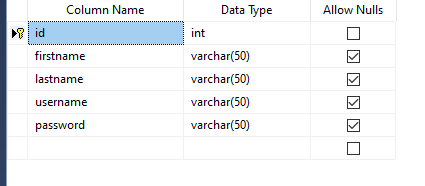 Column Name Data Type Allow Nulls
id int
firstname varchar(50)
lastname varchar(50)
username varchar(50)
password varchar(50)